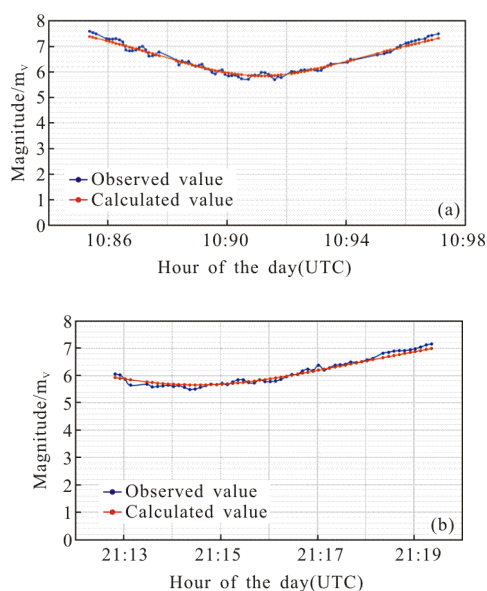 (a)
8
7
6
5
4
3
2
1
0
Magnitude/mv
Observed value
Calculated value
(a)
10:86 10:90 10:94 10:98
Hour of the day(UTC)
8
7
6
5
4
3
2
1
0
Magnitude/mv
Observed value
Calculated value
(b)
21:13 21:15 21:17 21:19
Hour of the day(UTC)